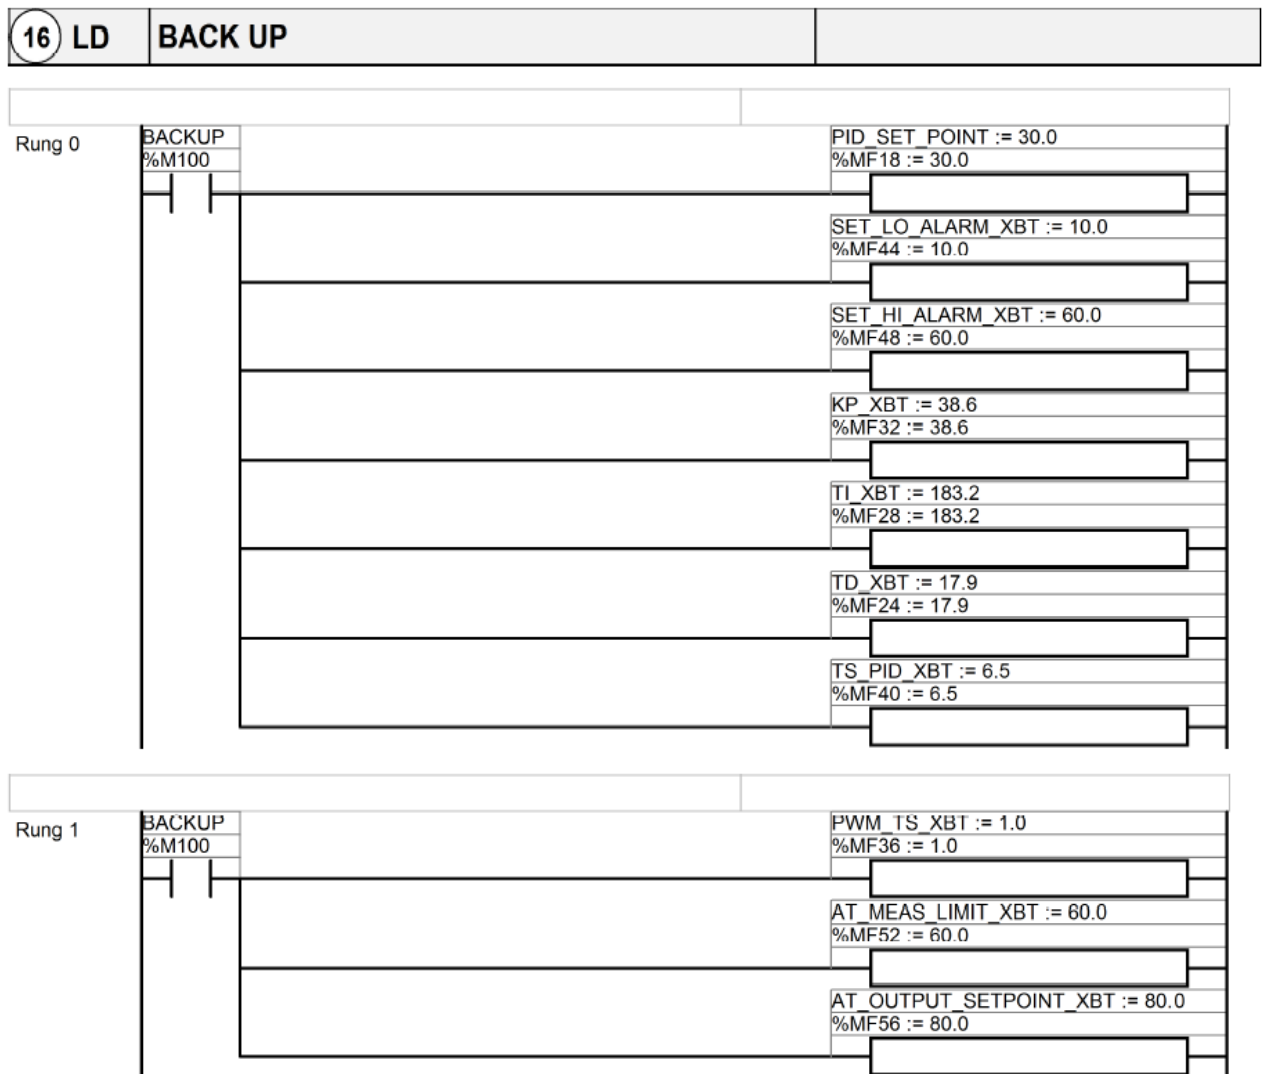 16 LD BACK UP
Rung 0
BACKUP
%M100
PID_SET_POINT := 30.0
%MF18 := 30.0
SET_LO_ALARM_XBT := 10.0
%MF44 := 10.0
SET_HI_ALARM_XBT := 60.0
%MF48 := 60.0
KP_XBT := 38.6
%MF32 := 38.6
TI_XBT := 183.2
%MF28 := 183.2
TD_XBT := 17.9
%MF24 := 17.9
TS_PID_XBT := 6.5
%MF40 := 6.5
Rung 1
BACKUP
%M100
PWM_TS_XBT := 1.0
%MF36 := 1.0
AT_MEAS_LIMIT_XBT := 60.0
%MF52 := 60.0
AT_OUTPUT_SETPOINT_XBT := 80.0
%MF56 := 80.0